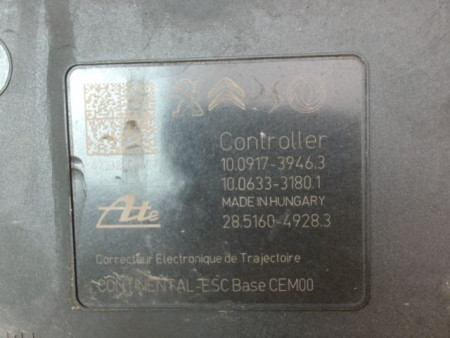 Controller
10.0917-3946.3
10.0633-3180.1
MADE IN HUNGARY
Ate
28.5160-4928.3
Correcteur Electronique de Trajectoire
CONTINENTAL-ESC Base CEM00